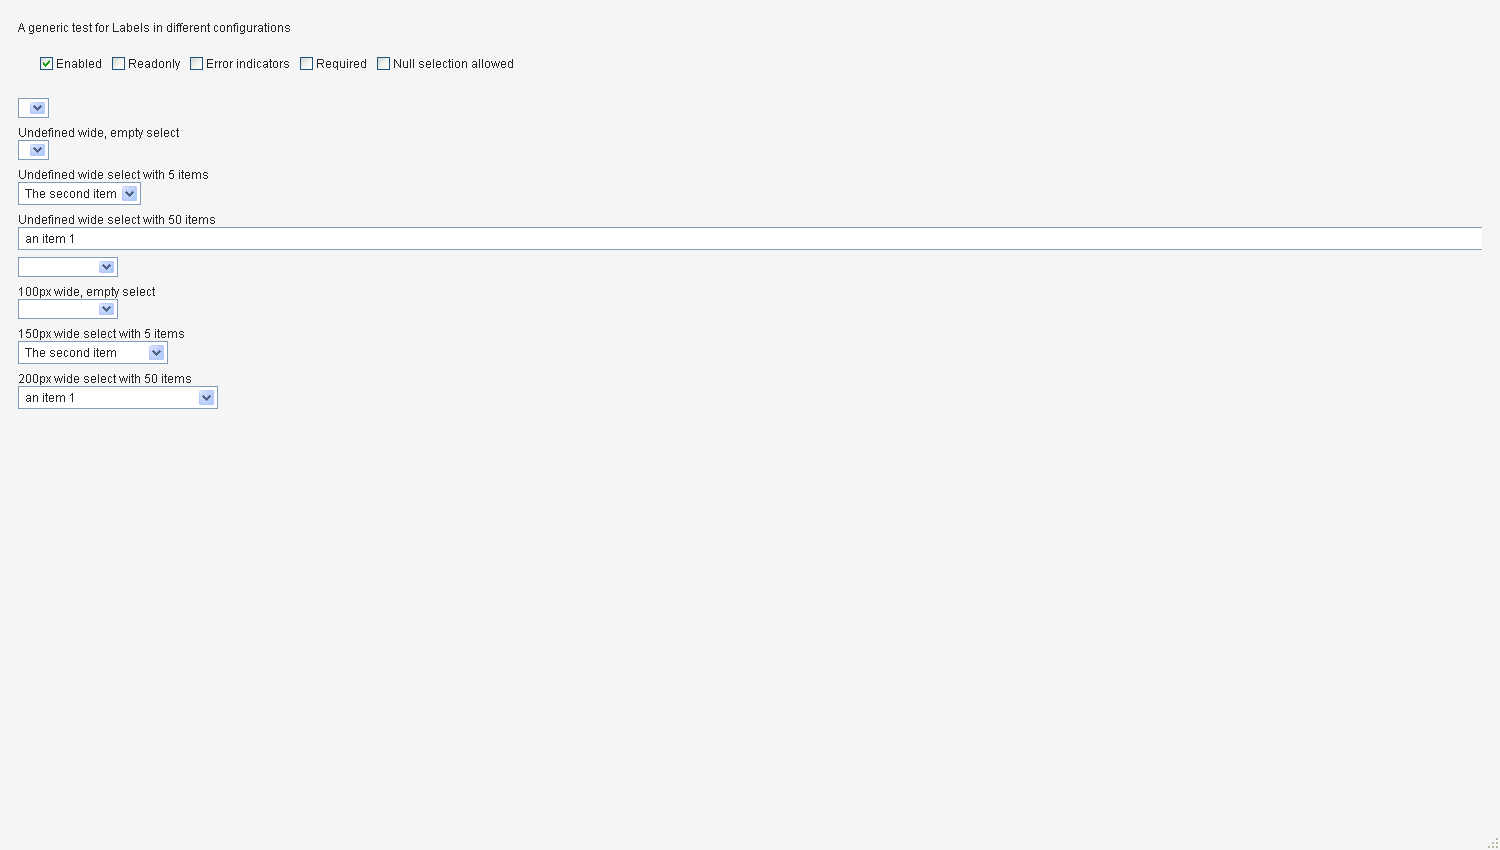 A generic test for Labels in different configurations
Enabled Readonly Error indicators Required Null selection allowed
Undefined wide, empty select
Undefined wide select with 5 items
The second item
Undefined wide select with 50 items
an item 1
100px wide, empty select
150px wide select with 5 items
The second item
200px wide select with 50 items
an item 1